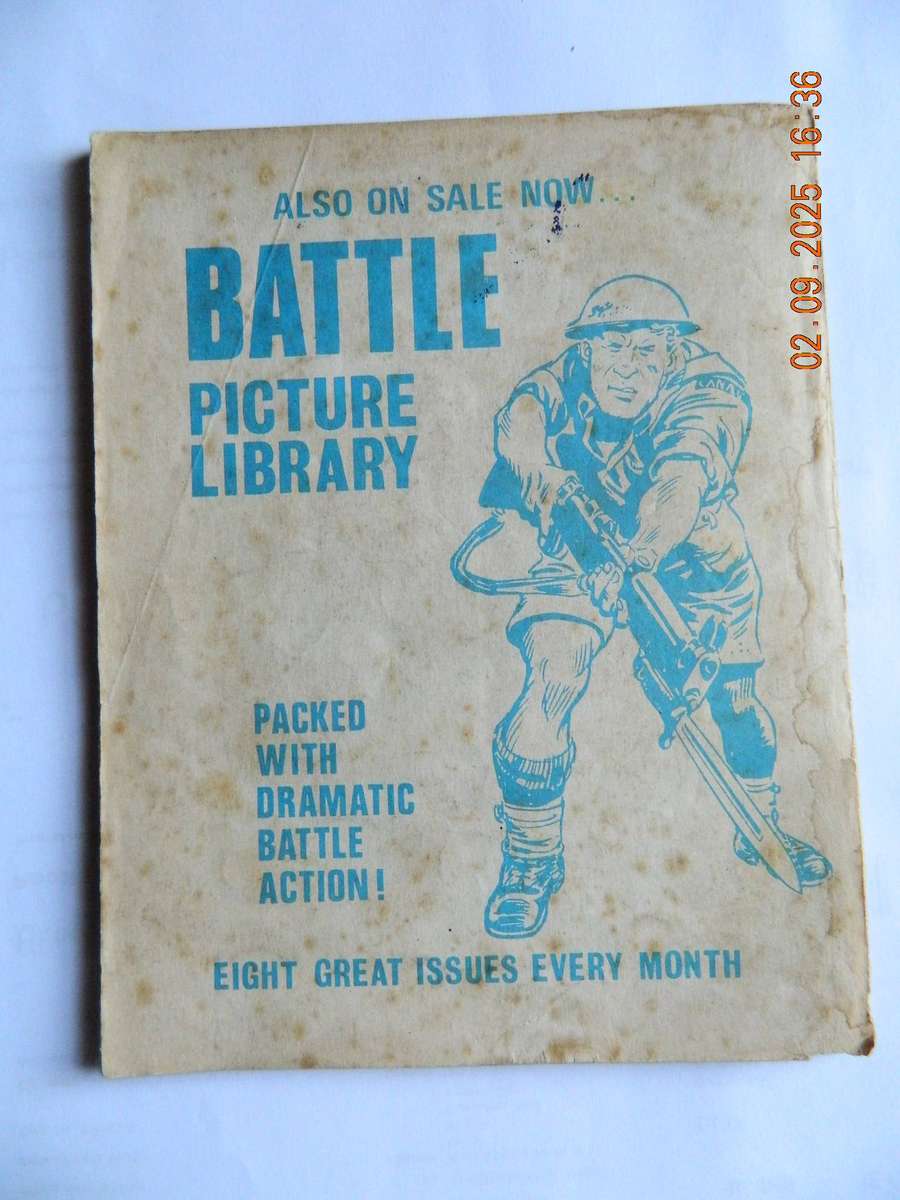 ALSO ON SALE NOW...
BATTLE
PICTURE
LIBRARY
PACKED
WITH
DRAMATIC
BATTLE
ACTION!
EIGHT GREAT ISSUES EVERY MONTH
02.09.2025 16:36